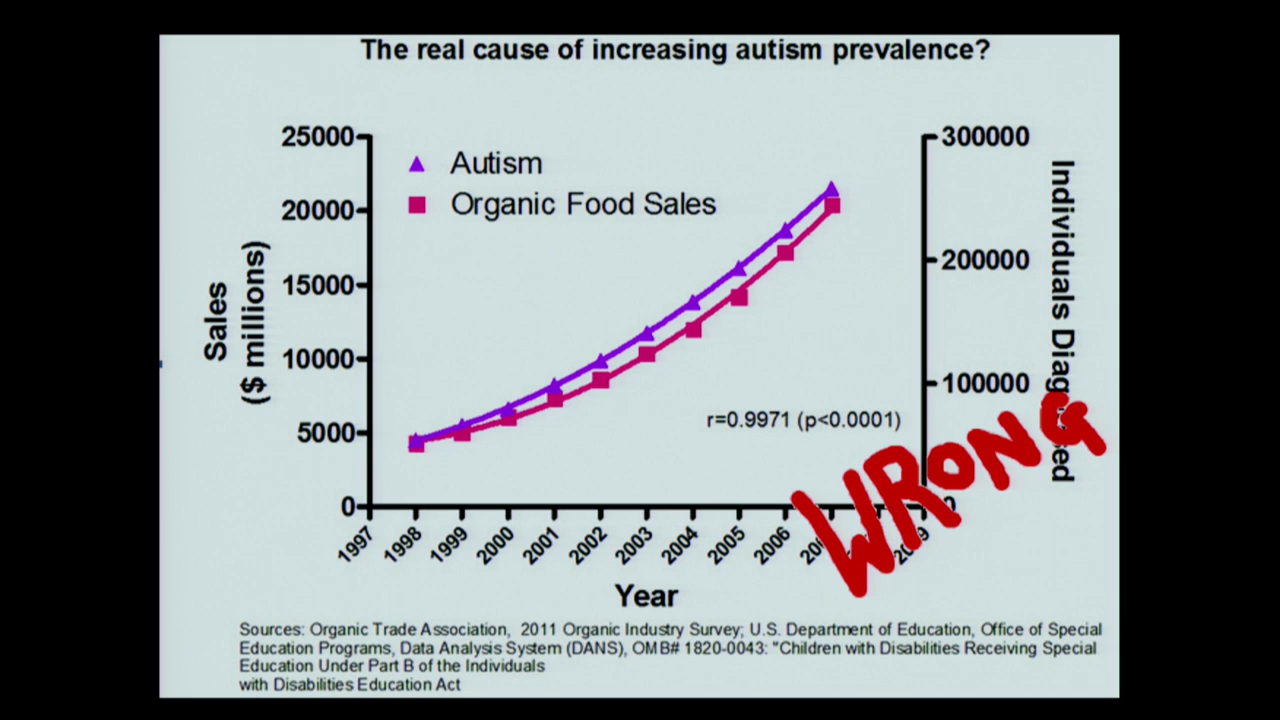 The real cause of increasing autism prevalence?
25000
20000
15000
10000
5000
0
Sales
($ millions)
Autism
Organic Food Sales
r=0.9971 (p<0.0001)
300000
200000
100000
0
Individuals
1997
1998
1999
2000
2001
2002
2003
2004
2005
2006
Year
WRONG
Sources: Organic Trade Association, 2011 Organic Industry Survey; U.S. Department of Education, Office of Special
Education Programs, Data Analysis System (DANS), OMB# 1820-0043: "Children with Disabilities Receiving Special
Education Under Part B of the Individuals
with Disabilities Education Act